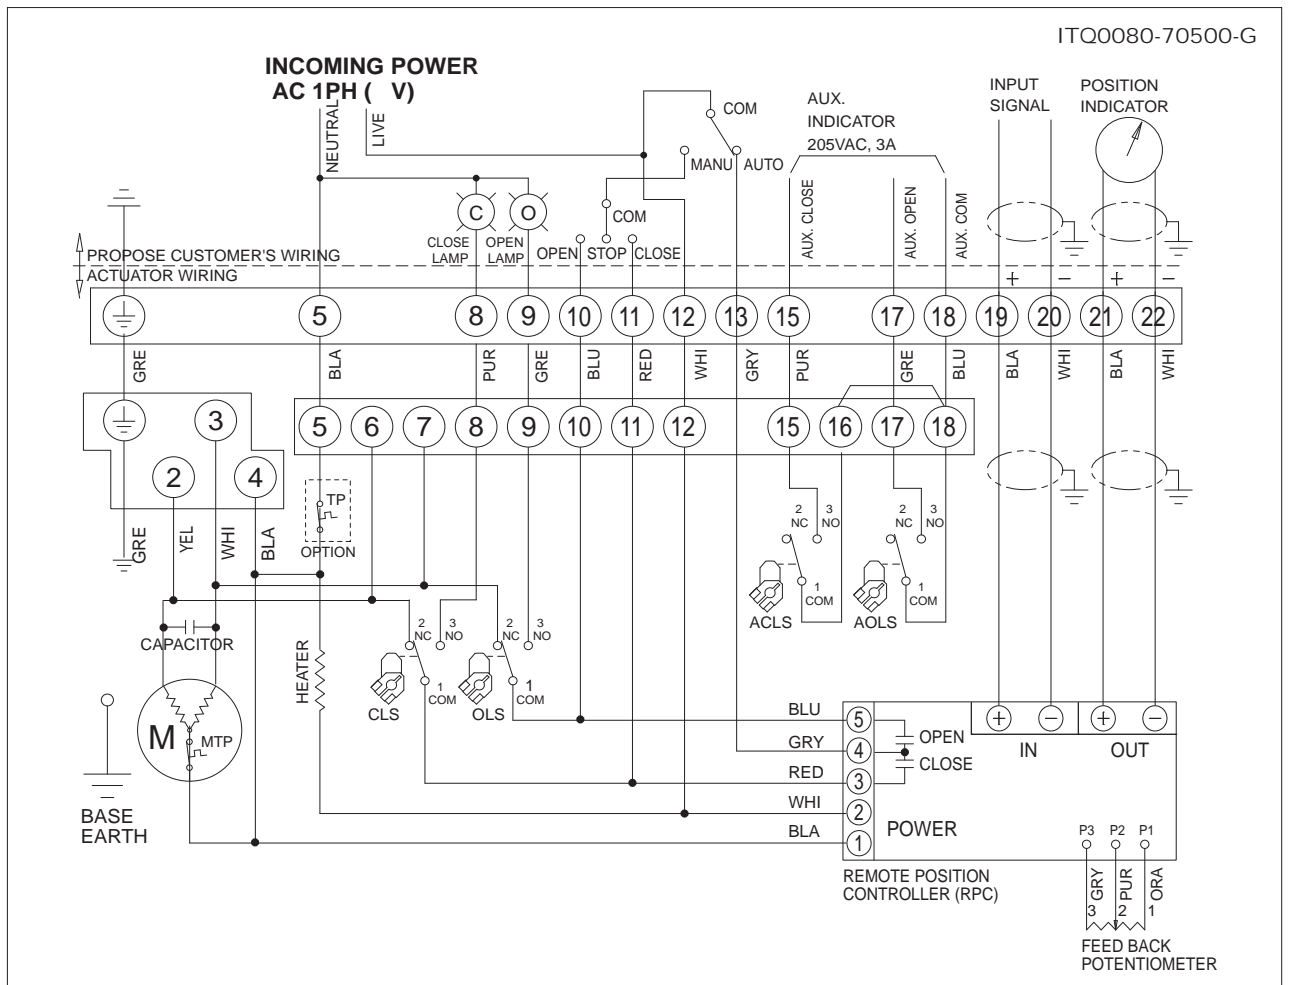 ITQ0080-70500-G
INCOMING POWER
AC 1PH ( V)
NEUTRAL
LIVE
COM
MANU AUTO
AUX.
INDICATOR
205VAC, 3A
INPUT
SIGNAL
POSITION
INDICATOR
C O
CLOSE
LAMP
OPEN
LAMP
COM
OPEN STOP CLOSE
AUX. CLOSE
AUX. OPEN
AUX. COM
PROPOSE CUSTOMER'S WIRING
ACTUATOR WIRING
+ − + −
5 8 9 10 11 12 13 15 17 18 19 20 21 22
GRE BLA PUR GRE BLU RED WHI GRY PUR GRE BLU BLA WHI BLA WHI
3
2 4
5 6 7 8 9 10 11 12 15 16 17 18
GRE YEL WHI BLA
TP
OPTION
2
NC
3
NO
1
COM
ACLS
2
NC
3
NO
1
COM
AOLS
CAPACITOR
HEATER
2
NC
3
NO
1
COM
CLS
2
NC
3
NO
1
COM
OLS
M
MTP
BASE
EARTH
BLU 5
GRY 4
RED 3
WHI 2
BLA 1
OPEN
CLOSE
POWER
+ − + −
IN OUT
P3 P2 P1
GRY PUR ORA
3 2 1
REMOTE POSITION
CONTROLLER (RPC)
FEED BACK
POTENTIOMETER